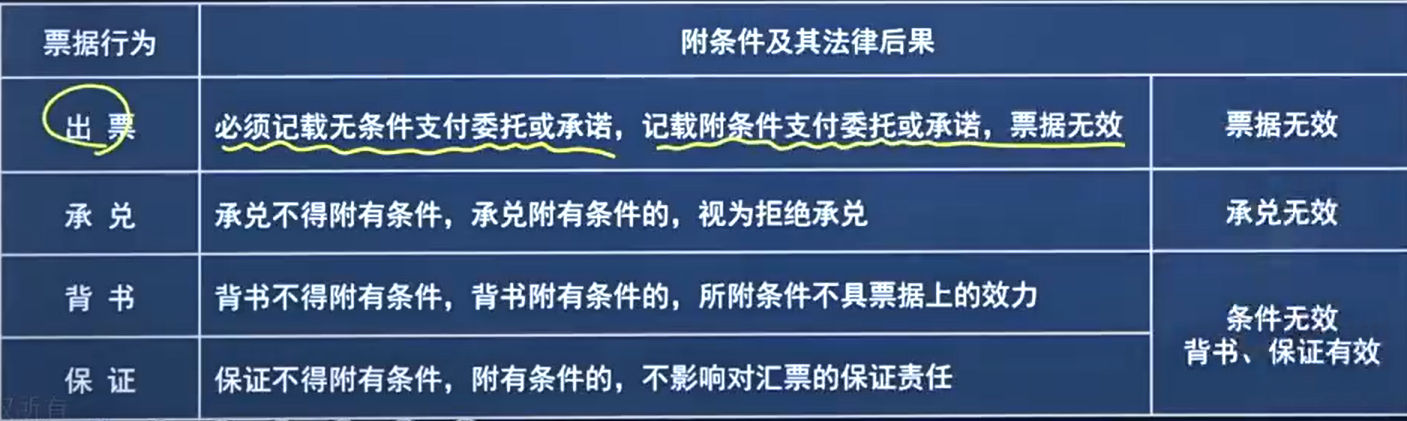 票据行为 附条件及其法律后果
出 票 必须记载无条件支付委托或承诺，记载附条件支付委托或承诺，票据无效 票据无效
承 兑 承兑不得附有条件，承兑附有条件的，视为拒绝承兑 承兑无效
背 书 背书不得附有条件，背书附有条件的，所附条件不具票据上的效力
条件无效
背书、保证有效
保 证 保证不得附有条件，附有条件的，不影响对汇票的保证责任
权所有